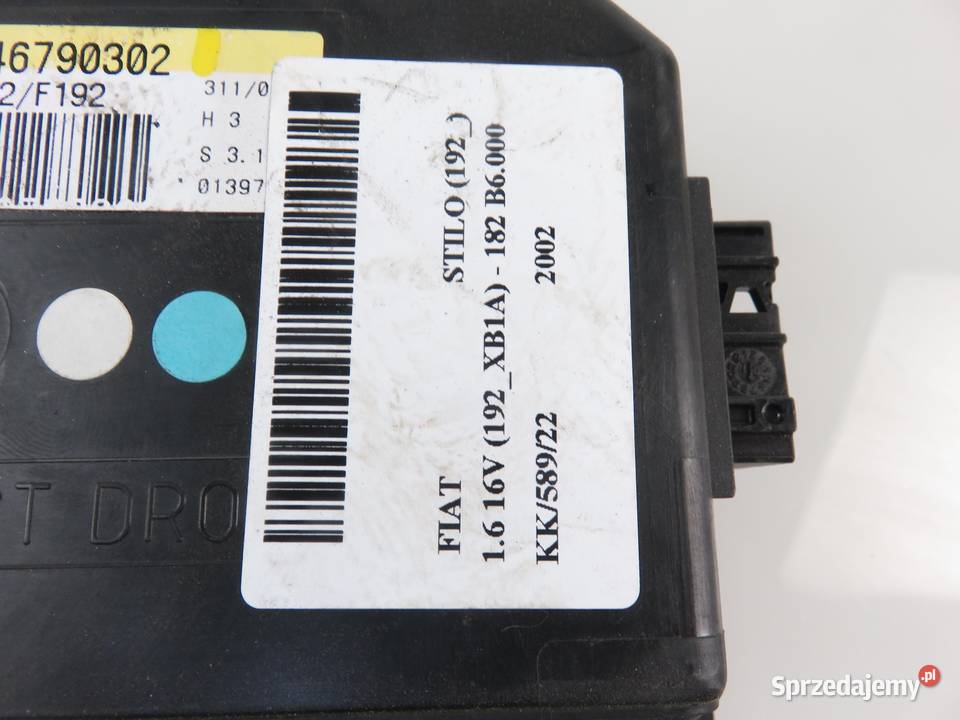 46790302
2/F192
311/0
H 3
S 3.1
01397
FIAT STILO (192_)
1.6 16V (192_XB1A) - 182 B6.000
KK/589/22 2002
T DRO
Sprzedajemy.pl